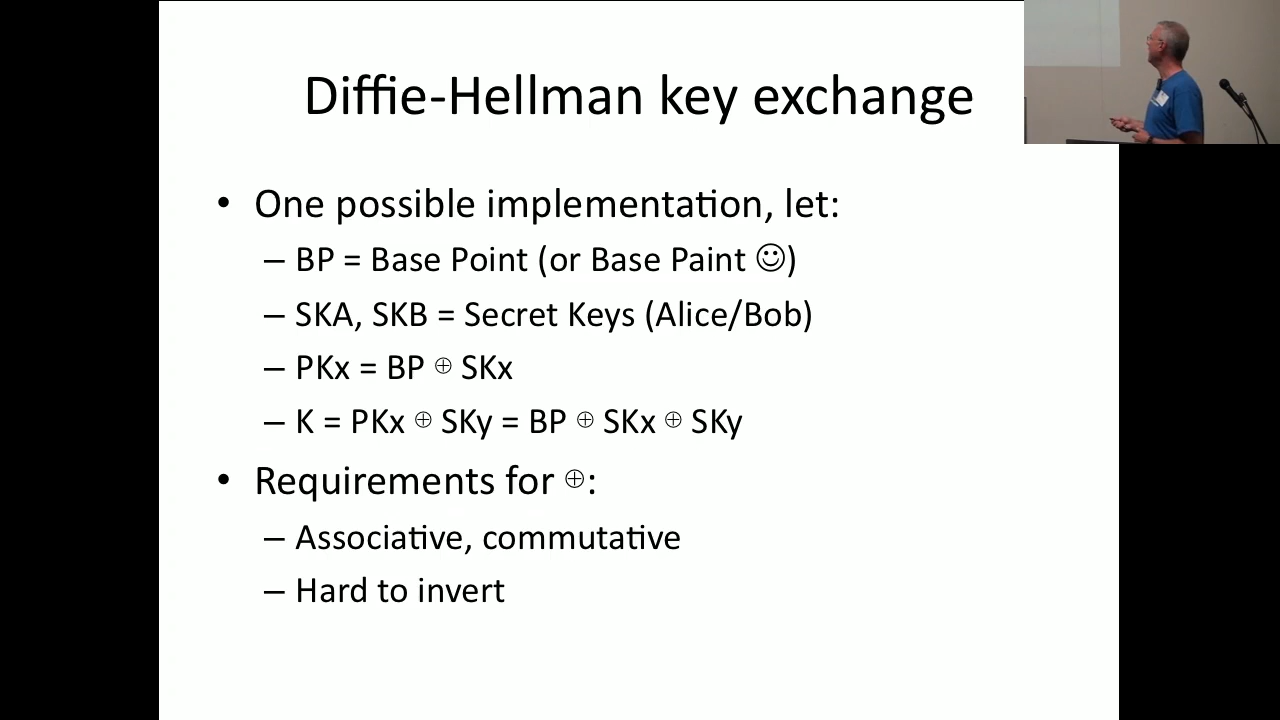 Diffie-Hellman key exchange
• One possible implementation, let:
– BP = Base Point (or Base Paint ☺)
– SKA, SKB = Secret Keys (Alice/Bob)
– PKx = BP ⊕ SKx
– K = PKx ⊕ SKy = BP ⊕ SKx ⊕ SKy
• Requirements for ⊕:
– Associative, commutative
– Hard to invert